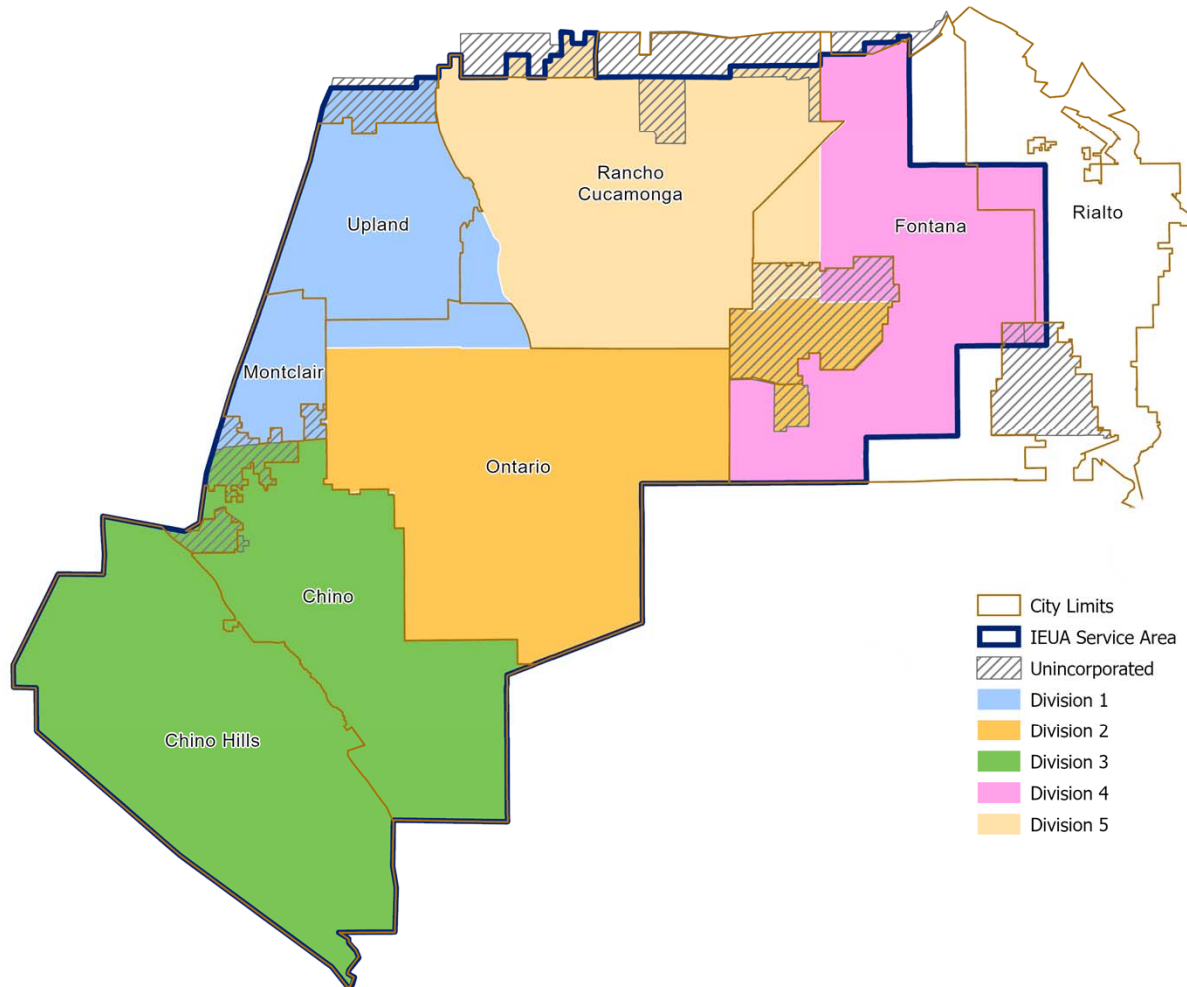 Rancho
Cucamonga
Upland
Fontana
Rialto
Montclair
Ontario
Chino
Chino Hills
City Limits
IEUA Service Area
Unincorporated
Division 1
Division 2
Division 3
Division 4
Division 5